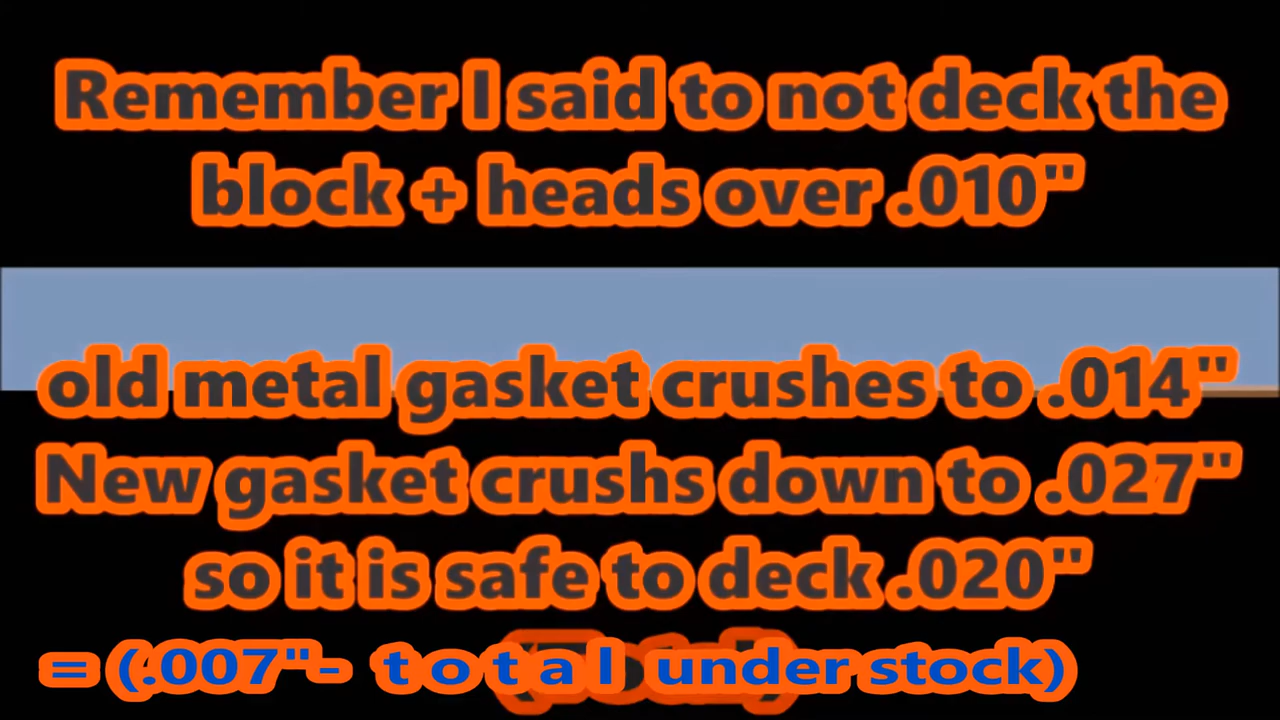 Remember I said to not deck the
block + heads over .010"
old metal gasket crushes to .014"
New gasket crushs down to .027"
so it is safe to deck .020"
= (.007"- total under stock)